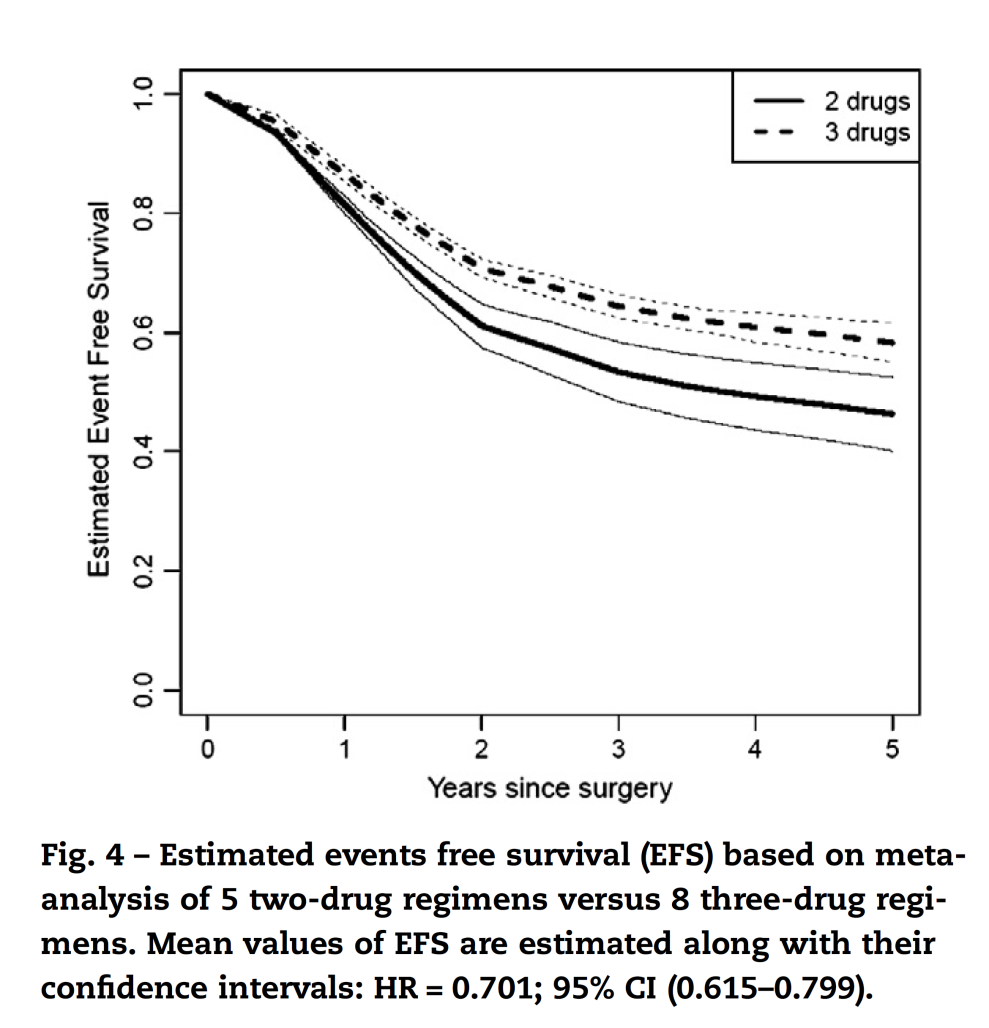 2 drugs
3 drugs
Estimated Event Free Survival
1.0
0.8
0.6
0.4
0.2
0.0
0 1 2 3 4 5
Years since surgery
Fig. 4 – Estimated events free survival (EFS) based on meta-
analysis of 5 two-drug regimens versus 8 three-drug regi-
mens. Mean values of EFS are estimated along with their
confidence intervals: HR = 0.701; 95% CI (0.615–0.799).